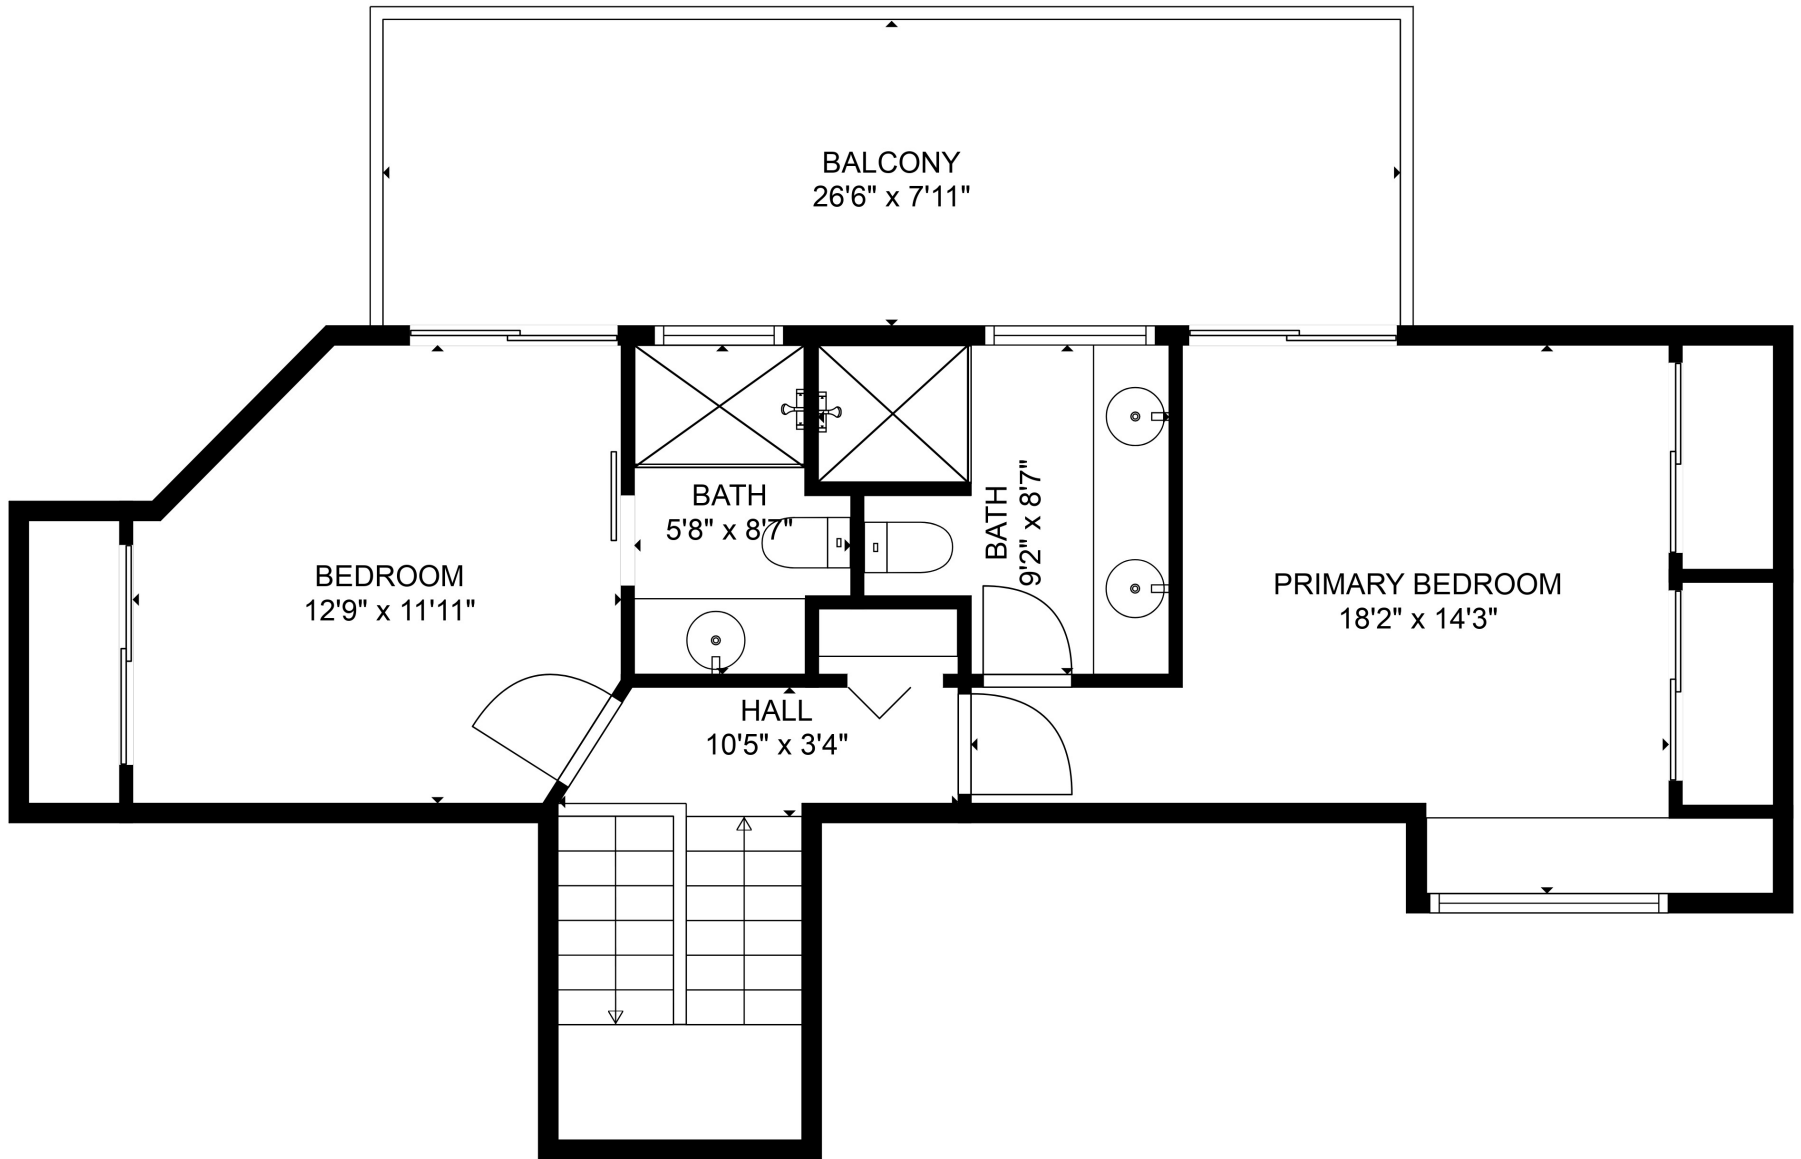 BALCONY
26'6" x 7'11"
BATH
5'8" x 8'7"
BATH
9'2" x 8'7"
BEDROOM
12'9" x 11'11"
PRIMARY BEDROOM
18'2" x 14'3"
HALL
10'5" x 3'4"